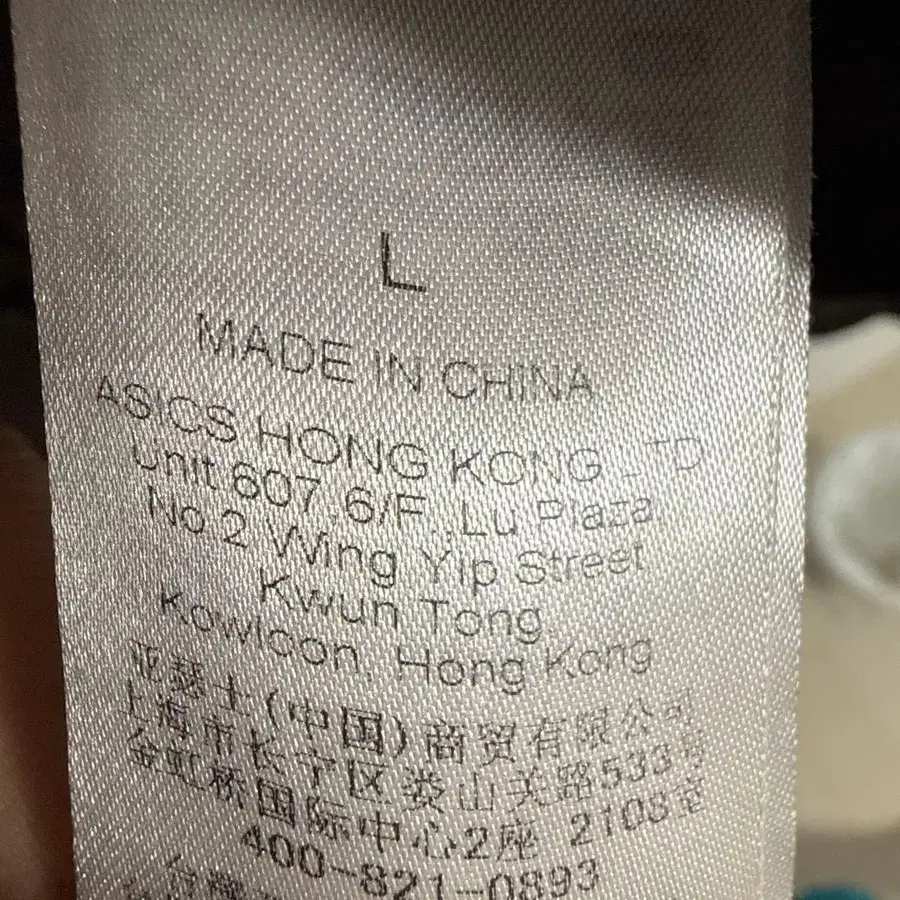 L
MADE IN CHINA
ASICS HONG KONG LTD
Unit 607, 6/F., Lu Plaza,
No.2 Wing Yip Street
Kwun Tong,
Kowloon, Hong Kong
亚瑟士(中国)商贸有限公司
上海市长宁区娄山关路533号
金虹桥国际中心2座 2108室
400-821-0893
台灣